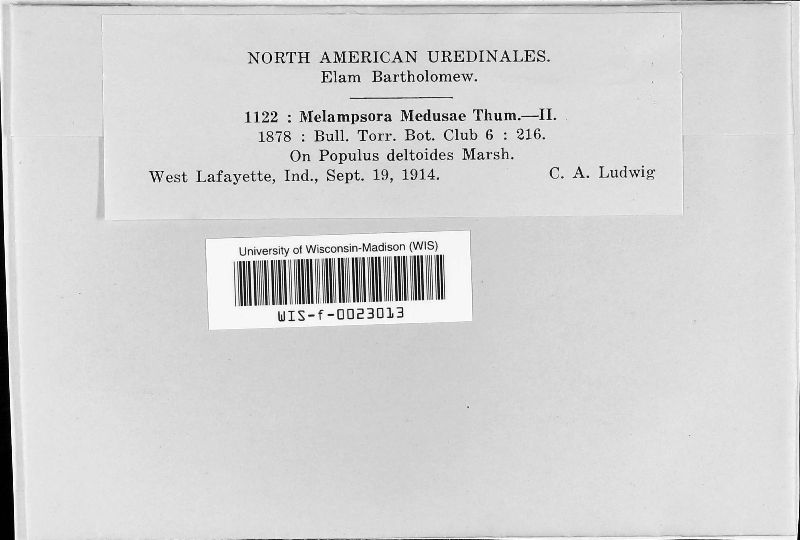 NORTH AMERICAN UREDINALES.
Elam Bartholomew.
1122 : Melampsora Medusae Thum.—II.
1878 : Bull. Torr. Bot. Club 6 : 216.
On Populus deltoides Marsh.
West Lafayette, Ind., Sept. 19, 1914. C. A. Ludwig
University of Wisconsin-Madison (WIS)
WIS-f-0023013